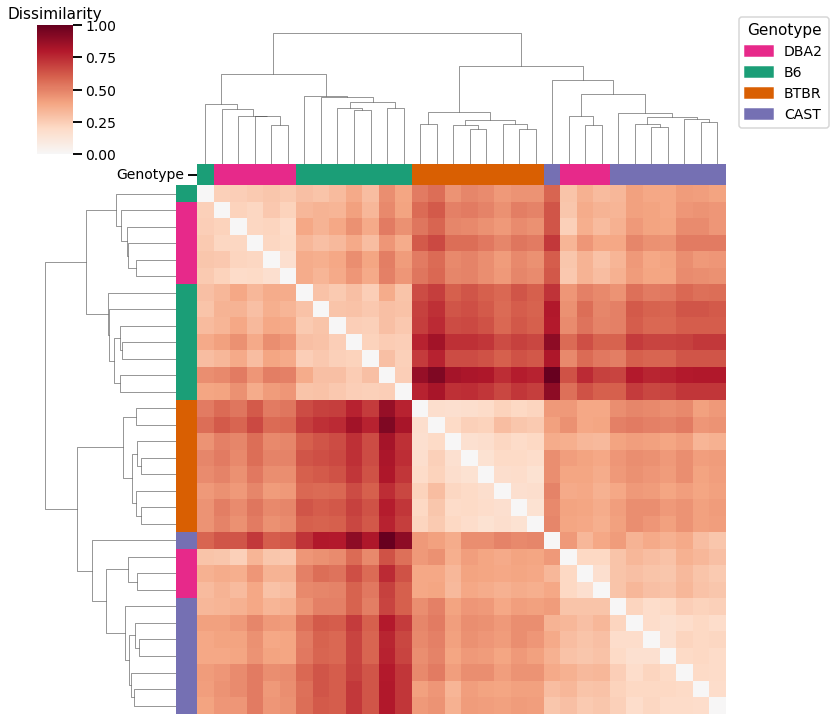 Dissimilarity
1.00
0.75
0.50
0.25
0.00
Genotype
Genotype
DBA2
B6
BTBR
CAST